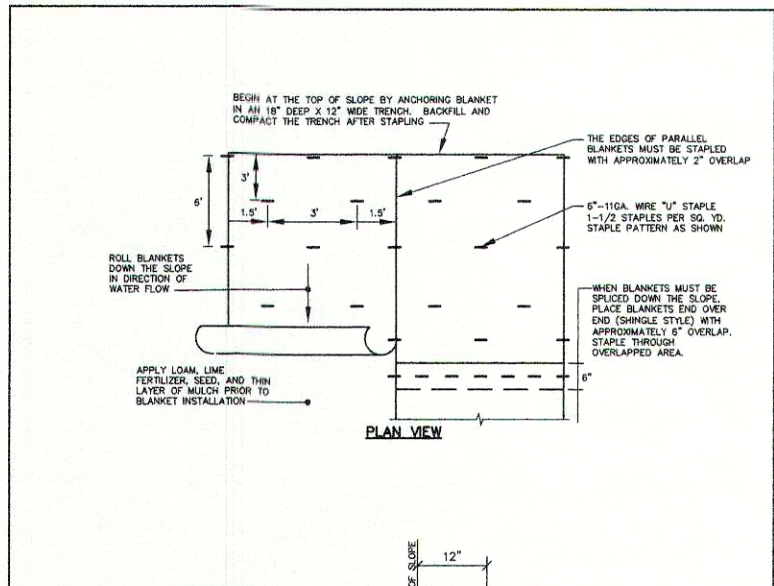 BEGIN AT THE TOP OF SLOPE BY ANCHORING BLANKET
IN AN 18" DEEP X 12" WIDE TRENCH. BACKFILL AND
COMPACT THE TRENCH AFTER STAPLING
THE EDGES OF PARALLEL
BLANKETS MUST BE STAPLED
WITH APPROXIMATELY 2" OVERLAP
3'
6'
1.5'
3'
1.5'
6"-11GA. WIRE "U" STAPLE
1-1/2 STAPLES PER SQ. YD.
STAPLE PATTERN AS SHOWN
ROLL BLANKETS
DOWN THE SLOPE
IN DIRECTION OF
WATER FLOW
WHEN BLANKETS MUST BE
SPLICED DOWN THE SLOPE,
PLACE BLANKETS END OVER
END (SHINGLE STYLE) WITH
APPROXIMATELY 6" OVERLAP.
STAPLE THROUGH
OVERLAPPED AREA.
APPLY LOAM, LIME
FERTILIZER, SEED, AND THIN
LAYER OF MULCH PRIOR TO
BLANKET INSTALLATION
6"
PLAN VIEW
OF SLOPE
12"